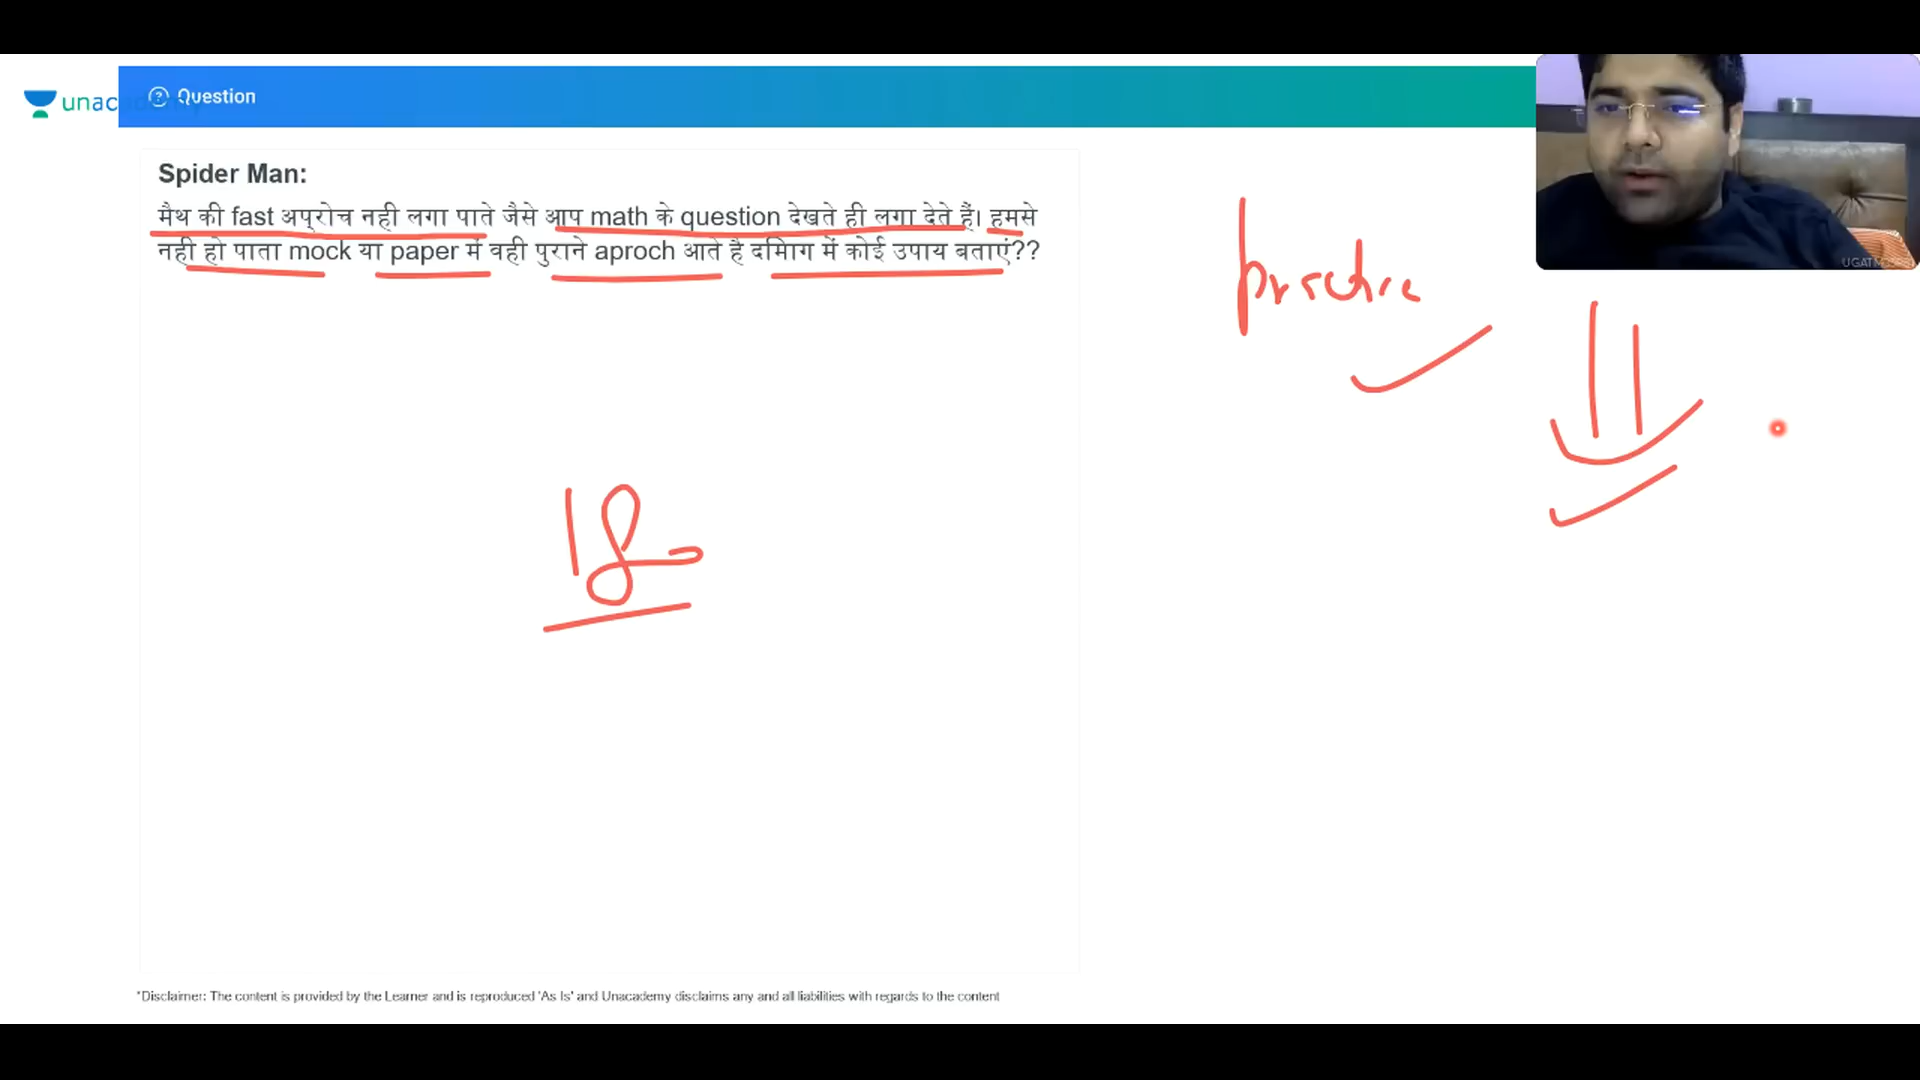 unacademy
Question
Spider Man:
मैथ की fast अप्रोच नही लगा पाते जैसे आप math के question देखते ही लगा देते हैं। हमसे
नही हो पाता mock या paper में वही पुराने aproch आते है दिमाग में कोई उपाय बताएं??
practice
18
*Disclaimer: The content is provided by the Learner and is reproduced 'As Is' and Unacademy disclaims any and all liabilities with regards to the content